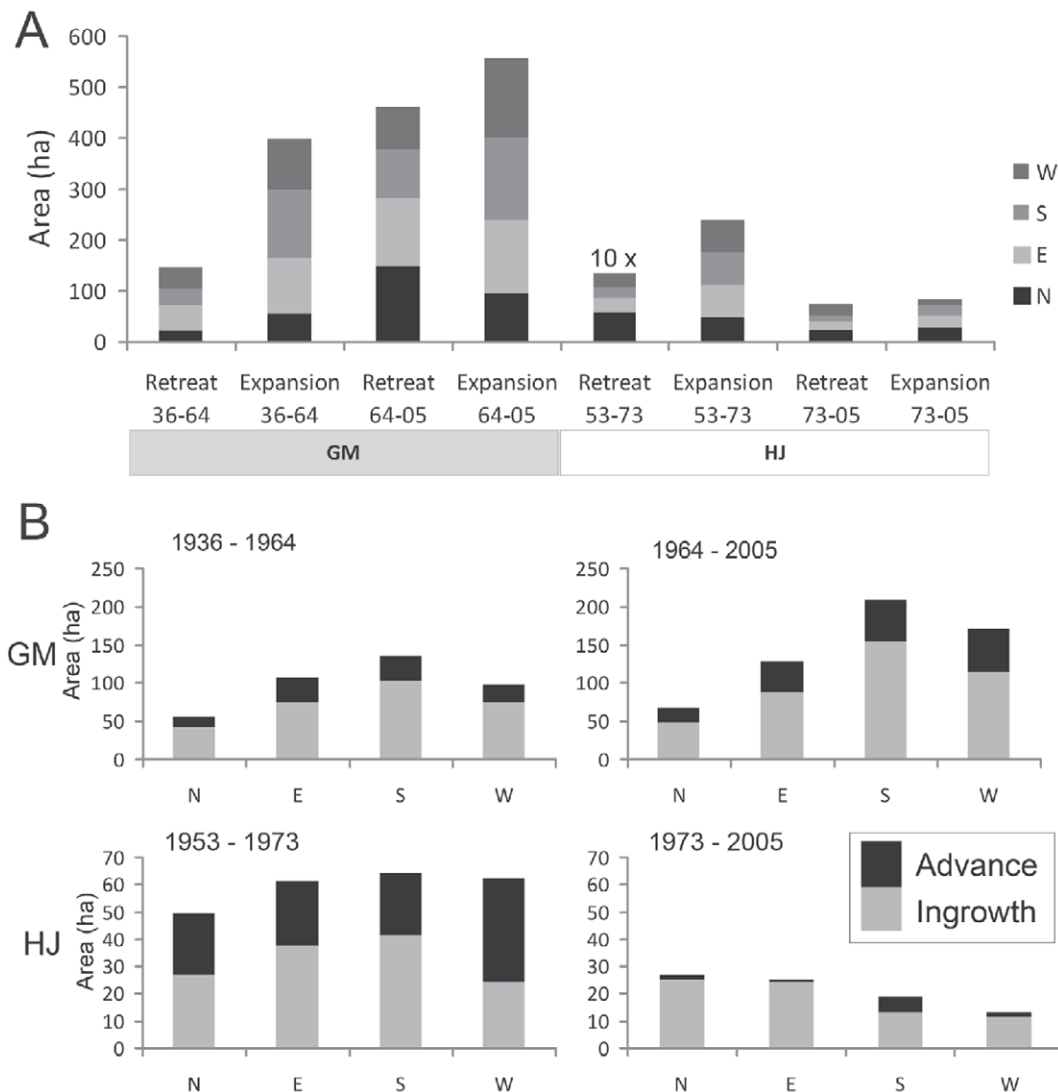 A
600
500
400
300
200
100
0
Area (ha)
10 x
W
S
E
N
Retreat Expansion Retreat Expansion Retreat Expansion Retreat Expansion
36-64 36-64 64-05 64-05 53-73 53-73 73-05 73-05
GM HJ
B
GM
1936 - 1964
250
200
150
100
50
0
Area (ha)
N E S W
1964 - 2005
250
200
150
100
50
0
N E S W
HJ
1953 - 1973
70
60
50
40
30
20
10
0
Area (ha)
N E S W
1973 - 2005
70
60
50
40
30
20
10
0
N E S W
Advance
Ingrowth